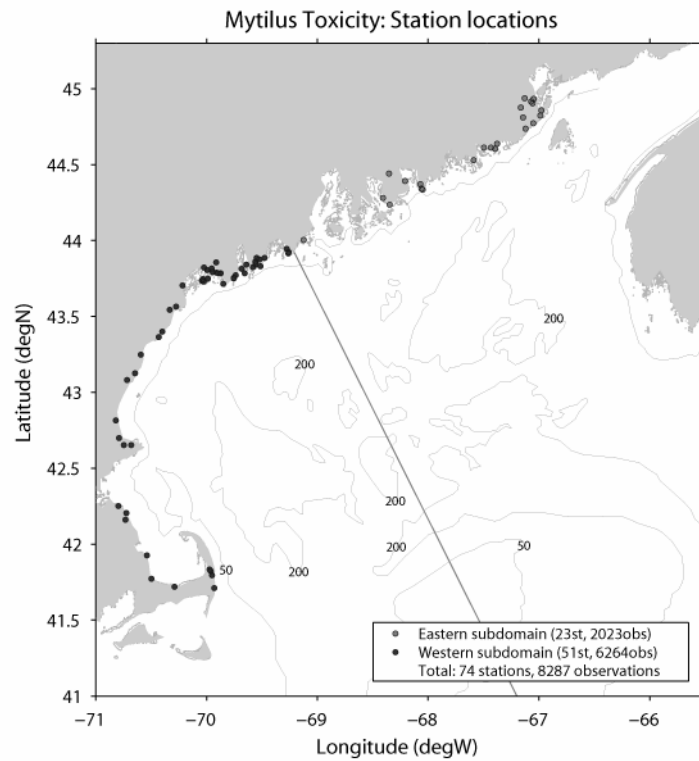 Mytilus Toxicity: Station locations
45
44.5
44
43.5
43
42.5
42
41.5
41
Latitude (degN)
200
200
200
200
200
50
50
Eastern subdomain (23st, 2023obs)
Western subdomain (51st, 6264obs)
Total: 74 stations, 8287 observations
−71 −70 −69 −68 −67 −66
Longitude (degW)